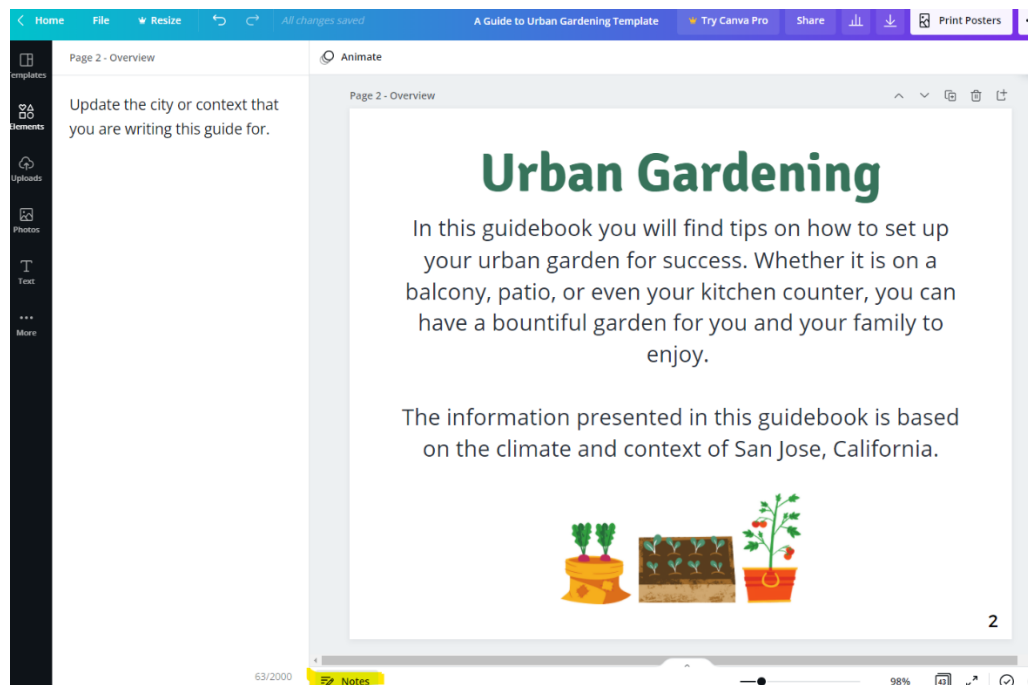 Home File Resize All changes saved A Guide to Urban Gardening Template Try Canva Pro Share Print Posters
Page 2 - Overview
Animate
Templates
Elements
Uploads
Photos
Text
More
Update the city or context that
you are writing this guide for.
Page 2 - Overview
Urban Gardening
In this guidebook you will find tips on how to set up
your urban garden for success. Whether it is on a
balcony, patio, or even your kitchen counter, you can
have a bountiful garden for you and your family to
enjoy.
The information presented in this guidebook is based
on the climate and context of San Jose, California.
2
63/2000
Notes
98%
43